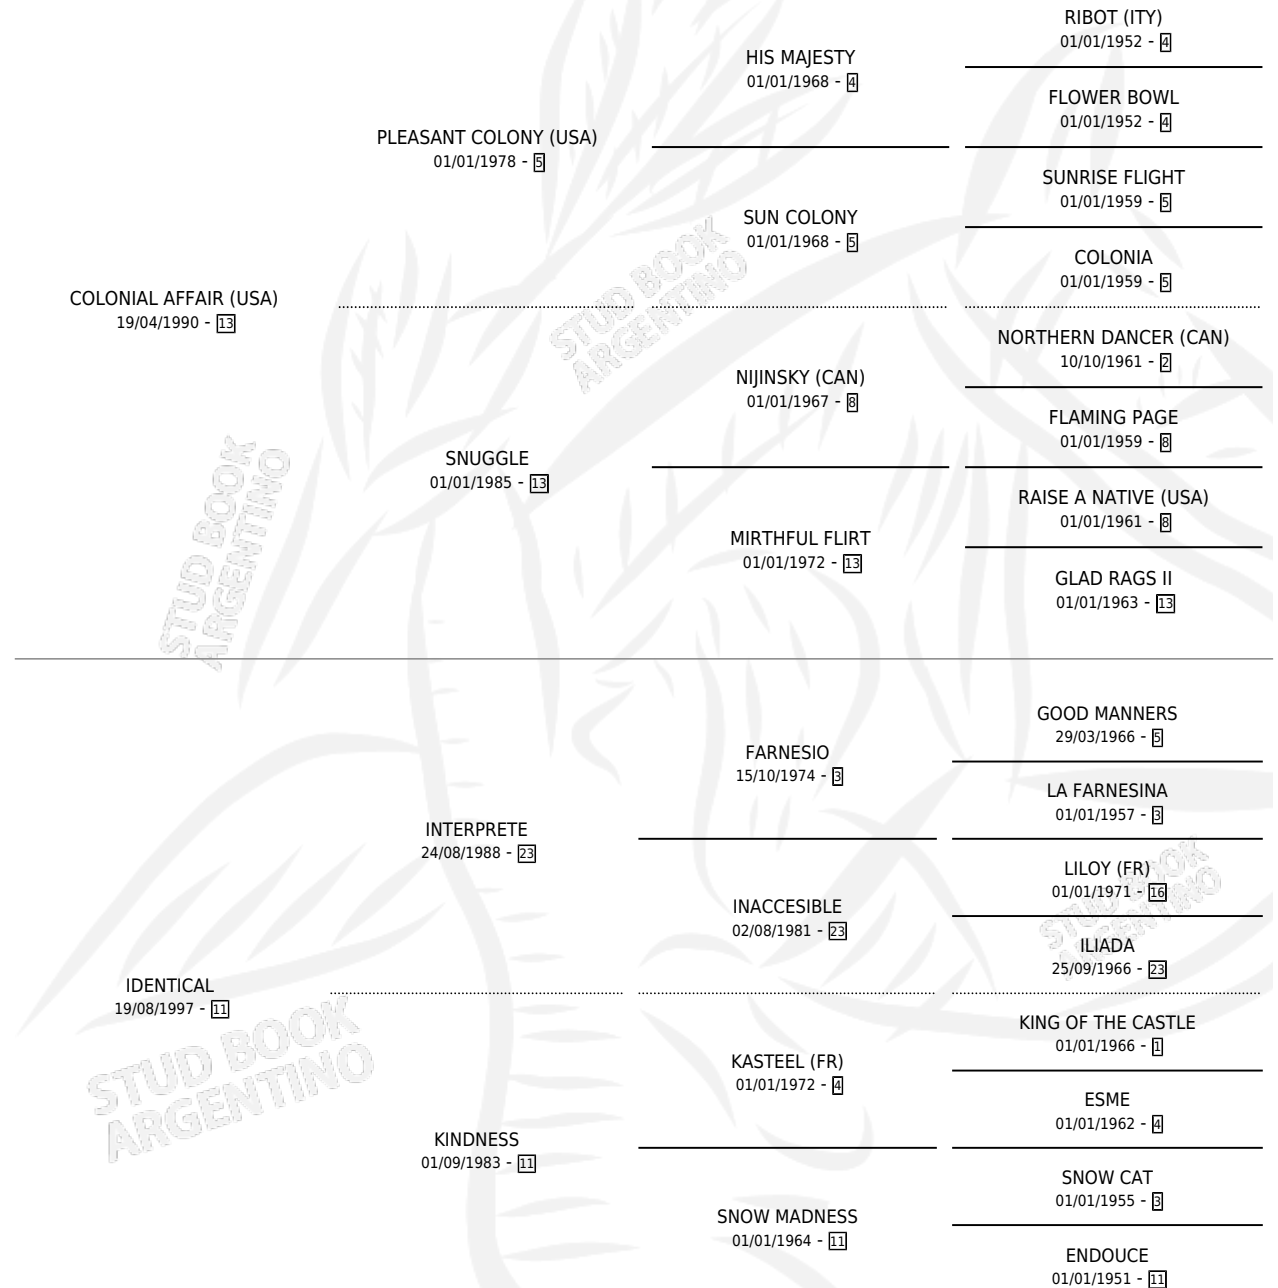 RIBOT (ITY)
01/01/1952 - 4
HIS MAJESTY
01/01/1968 - 4
FLOWER BOWL
01/01/1952 - 4
PLEASANT COLONY (USA)
01/01/1978 - 5
SUNRISE FLIGHT
01/01/1959 - 5
SUN COLONY
01/01/1968 - 5
COLONIA
01/01/1959 - 5
COLONIAL AFFAIR (USA)
19/04/1990 - 13
NORTHERN DANCER (CAN)
10/10/1961 - 2
NIJINSKY (CAN)
01/01/1967 - 8
FLAMING PAGE
01/01/1959 - 8
SNUGGLE
01/01/1985 - 13
RAISE A NATIVE (USA)
01/01/1961 - 8
MIRTHFUL FLIRT
01/01/1972 - 13
GLAD RAGS II
01/01/1963 - 13
GOOD MANNERS
29/03/1966 - 5
FARNESIO
15/10/1974 - 3
LA FARNESINA
01/01/1957 - 3
INTERPRETE
24/08/1988 - 23
LILOY (FR)
01/01/1971 - 16
INACCESIBLE
02/08/1981 - 23
ILIADA
25/09/1966 - 23
IDENTICAL
19/08/1997 - 11
KING OF THE CASTLE
01/01/1966 - 1
KASTEEL (FR)
01/01/1972 - 4
ESME
01/01/1962 - 4
KINDNESS
01/09/1983 - 11
SNOW CAT
01/01/1955 - 3
SNOW MADNESS
01/01/1964 - 11
ENDOUCE
01/01/1951 - 11
STUD BOOK
ARGENTINO
STUD BOOK
ARGENTINO
STUD BOOK
ARGENTINO
STUD BOOK
ARGENTINO